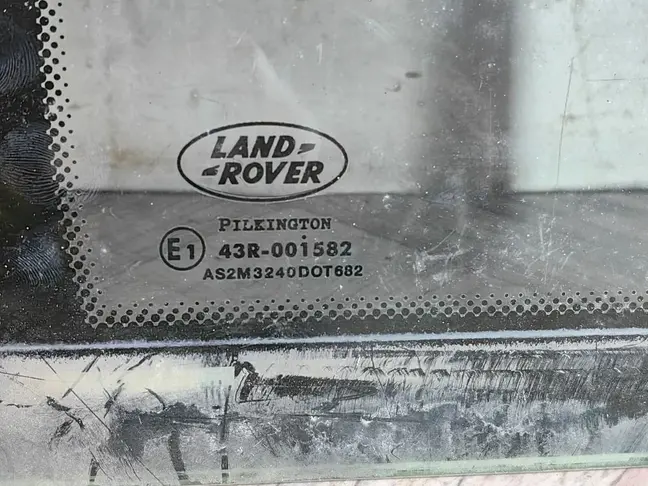 LAND-
-ROVER
PILKINGTON
E1 43R-001582
AS2M3240DOT682